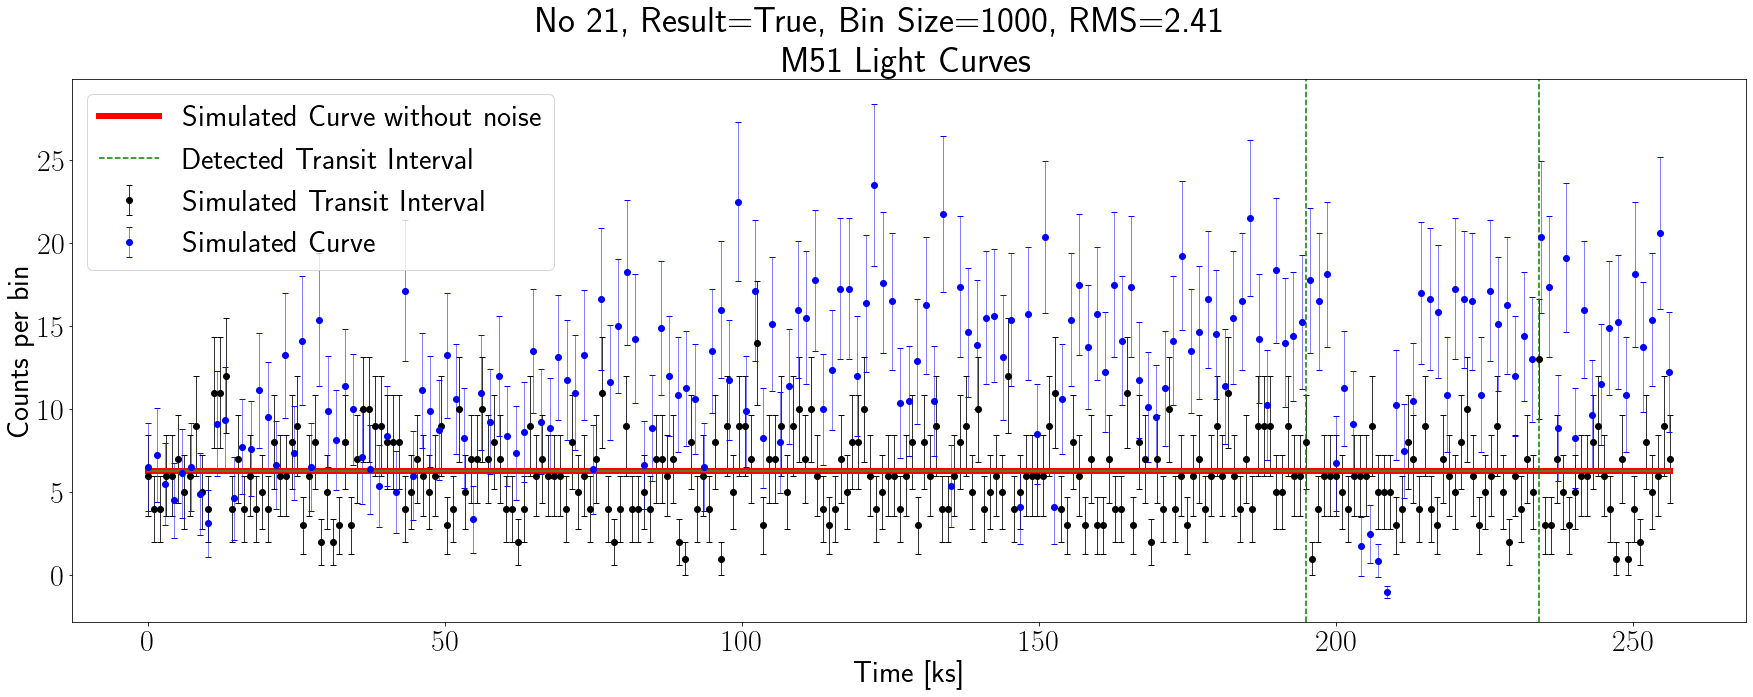 No 21, Result=True, Bin Size=1000, RMS=2.41
M51 Light Curves
Simulated Curve without noise
Detected Transit Interval
Simulated Transit Interval
Simulated Curve
Counts per bin
25
20
15
10
5
0
0 50 100 150 200 250
Time [ks]